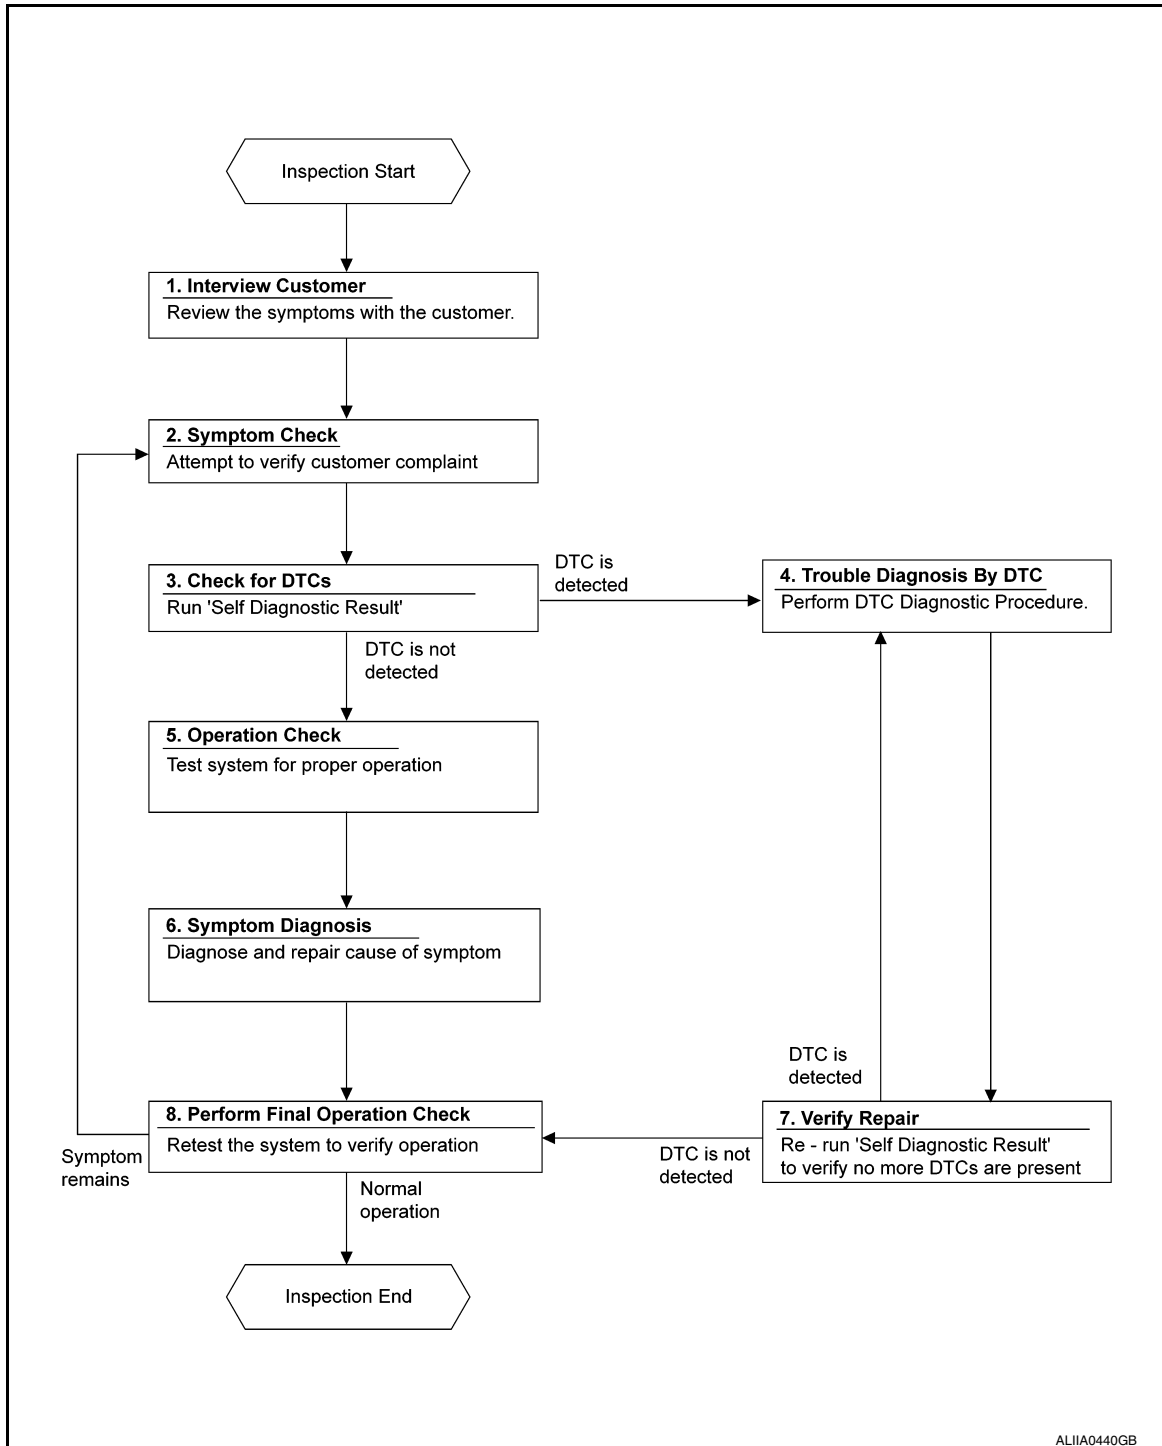 Inspection Start
1. Interview Customer
Review the symptoms with the customer.
2. Symptom Check
Attempt to verify customer complaint
3. Check for DTCs
Run 'Self Diagnostic Result'
DTC is
detected
4. Trouble Diagnosis By DTC
Perform DTC Diagnostic Procedure.
DTC is not
detected
5. Operation Check
Test system for proper operation
6. Symptom Diagnosis
Diagnose and repair cause of symptom
DTC is
detected
8. Perform Final Operation Check
Retest the system to verify operation
DTC is not
detected
7. Verify Repair
Re - run 'Self Diagnostic Result'
to verify no more DTCs are present
Symptom
remains
Normal
operation
Inspection End
ALIIA0440GB